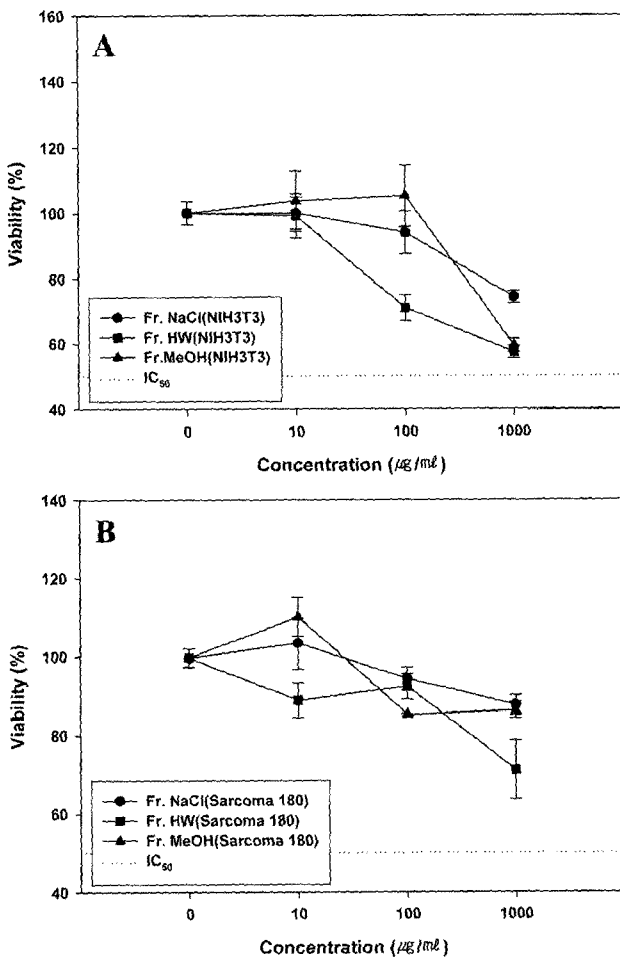 A
160
140
120
100
80
60
40
Viability (%)
Fr. NaCl(NIH3T3)
Fr. HW(NIH3T3)
Fr.MeOH(NIH3T3)
IC50
0 10 100 1000
Concentration (㎍/㎖)
B
140
120
100
80
60
40
Viability (%)
Fr. NaCl(Sarcoma 180)
Fr. HW(Sarcoma 180)
Fr. MeOH(Sarcoma 180)
IC50
0 10 100 1000
Concentration (㎍/㎖)